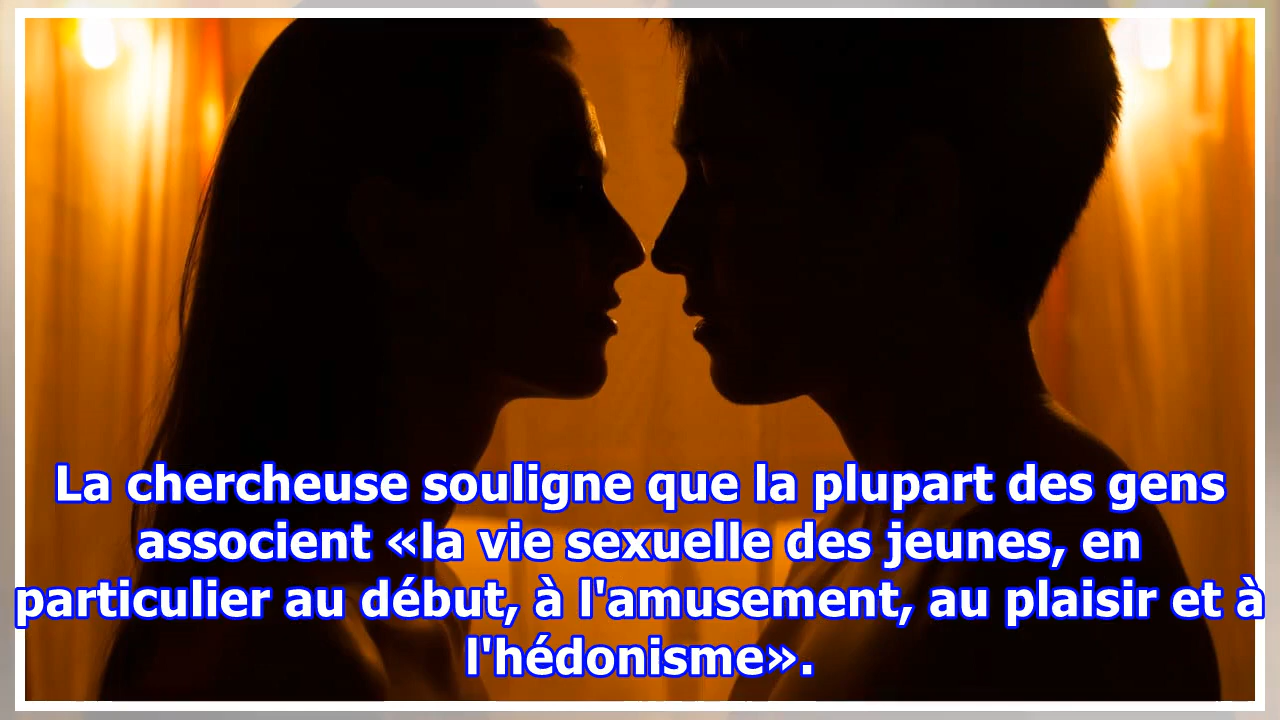 La chercheuse souligne que la plupart des gens
associent «la vie sexuelle des jeunes, en
particulier au début, à l'amusement, au plaisir et à
l'hédonisme».